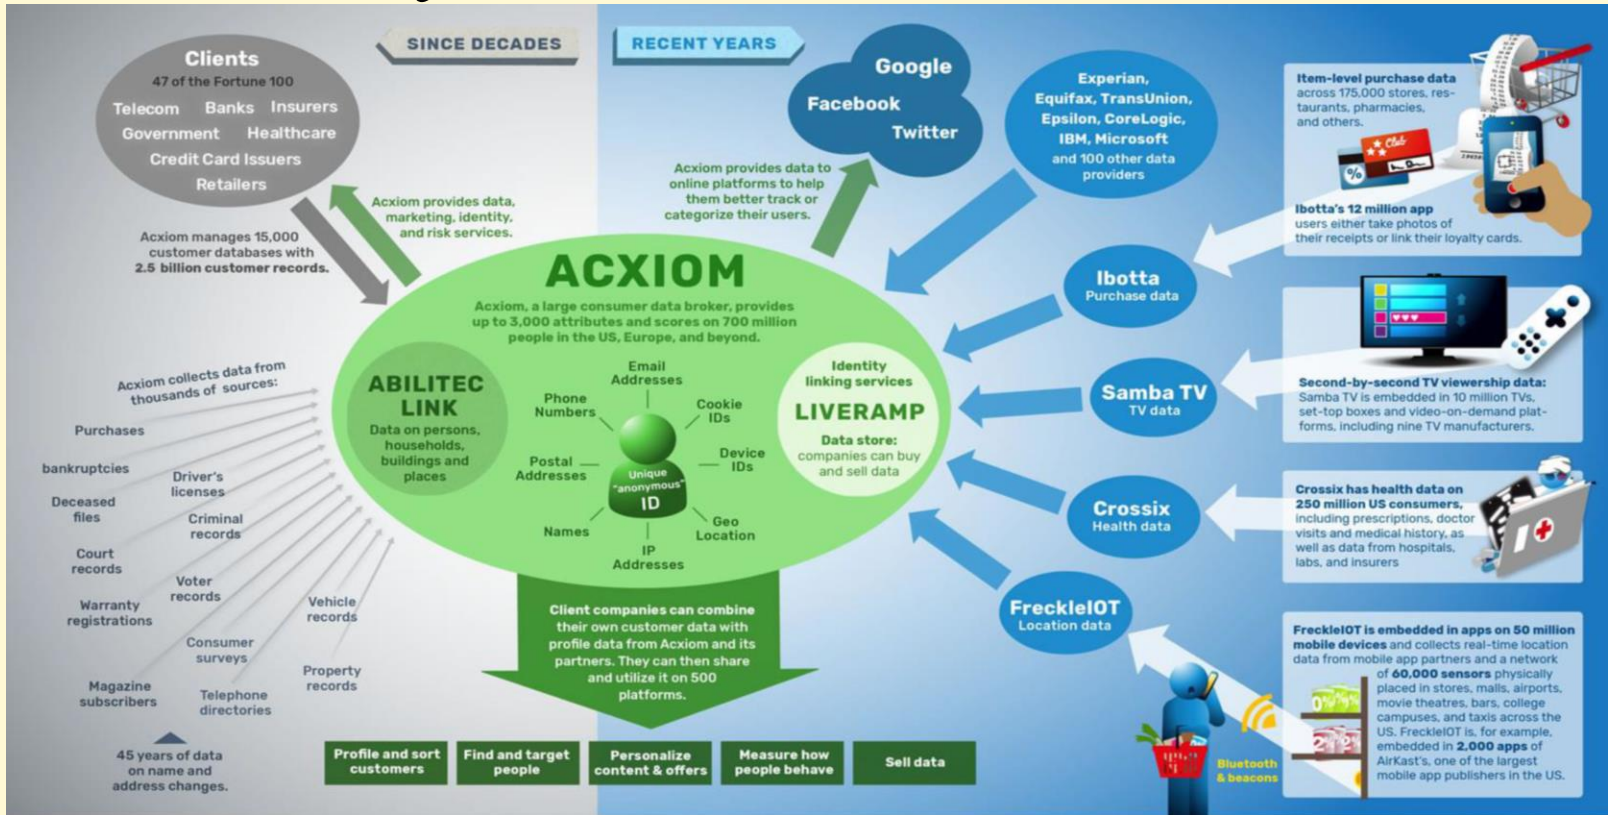 SINCE DECADES
RECENT YEARS
Clients
47 of the Fortune 100
Telecom Banks Insurers
Government Healthcare
Credit Card Issuers
Retailers
Acxiom provides data,
marketing, identity,
and risk services.
Acxiom manages 15,000
customer databases with
2.5 billion customer records.
Google
Facebook
Twitter
Acxiom provides data to
online platforms to help
them better track or
categorize their users.
Experian,
Equifax, TransUnion,
Epsilon, CoreLogic,
IBM, Microsoft
and 100 other data
providers
ACXIOM
Acxiom, a large consumer data broker, provides
up to 3,000 attributes and scores on 700 million
people in the US, Europe, and beyond.
ABILITEC
LINK
Data on persons,
households,
buildings and
places
Email
Addresses
Phone
Numbers
Cookie
IDs
Postal
Addresses
Device
IDs
Unique
"anonymous"
ID
Names
Geo
Location
IP
Addresses
Identity
linking services
LIVERAMP
Data store:
companies can buy
and sell data
Acxiom collects data from
thousands of sources:
Purchases
bankruptcies
Driver's
licenses
Deceased
files
Criminal
records
Court
records
Voter
records
Warranty
registrations
Vehicle
records
Consumer
surveys
Property
records
Magazine
subscribers
Telephone
directories
45 years of data
on name and
address changes.
Client companies can combine
their own customer data with
profile data from Acxiom and its
partners. They can then share
and utilize it on 500
platforms.
Profile and sort
customers
Find and target
people
Personalize
content & offers
Measure how
people behave
Sell data
Ibotta
Purchase data
Samba TV
TV data
Crossix
Health data
FreckleIOT
Location data
Item-level purchase data
across 175,000 stores, res-
taurants, pharmacies,
and others.
Club
%
Ibotta's 12 million app
users either take photos of
their receipts or link their loyalty cards.
Second-by-second TV viewership data:
Samba TV is embedded in 10 million TVs,
set-top boxes and video-on-demand plat-
forms, including nine TV manufacturers.
Crossix has health data on
250 million US consumers,
including prescriptions, doctor
visits and medical history, as
well as data from hospitals,
labs, and insurers
FreckleIOT is embedded in apps on 50 million
mobile devices and collects real-time location
data from mobile app partners and a network
of 60,000 sensors physically
placed in stores, malls, airports,
movie theatres, bars, college
campuses, and taxis across the
US. FreckleIOT is, for example,
embedded in 2,000 apps of
AirKast's, one of the largest
mobile app publishers in the US.
Bluetooth
& beacons